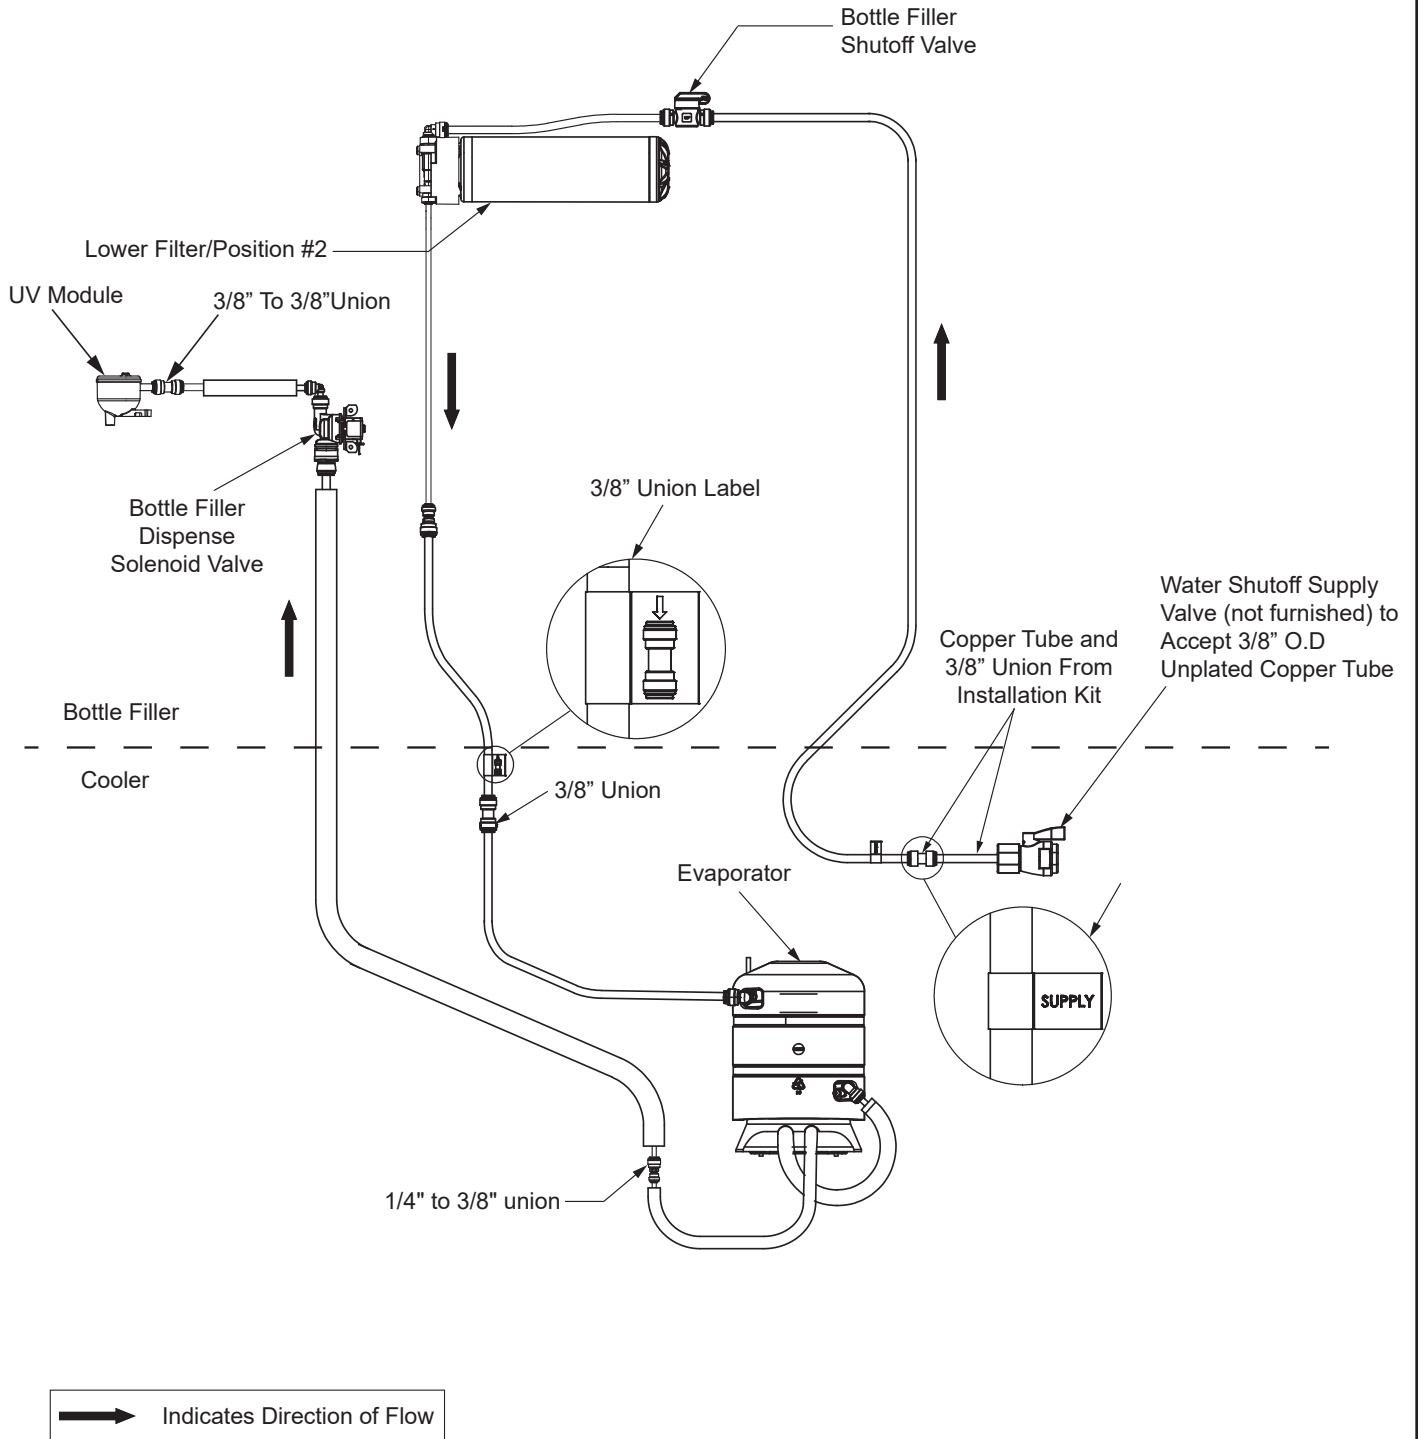 Bottle Filler
Shutoff Valve
Lower Filter/Position #2
UV Module
3/8” To 3/8”Union
Bottle Filler
Dispense
Solenoid Valve
3/8” Union Label
Water Shutoff Supply
Valve (not furnished) to
Accept 3/8” O.D
Unplated Copper Tube
Copper Tube and
3/8” Union From
Installation Kit
Bottle Filler
Cooler
3/8” Union
Evaporator
SUPPLY
1/4" to 3/8" union
Indicates Direction of Flow